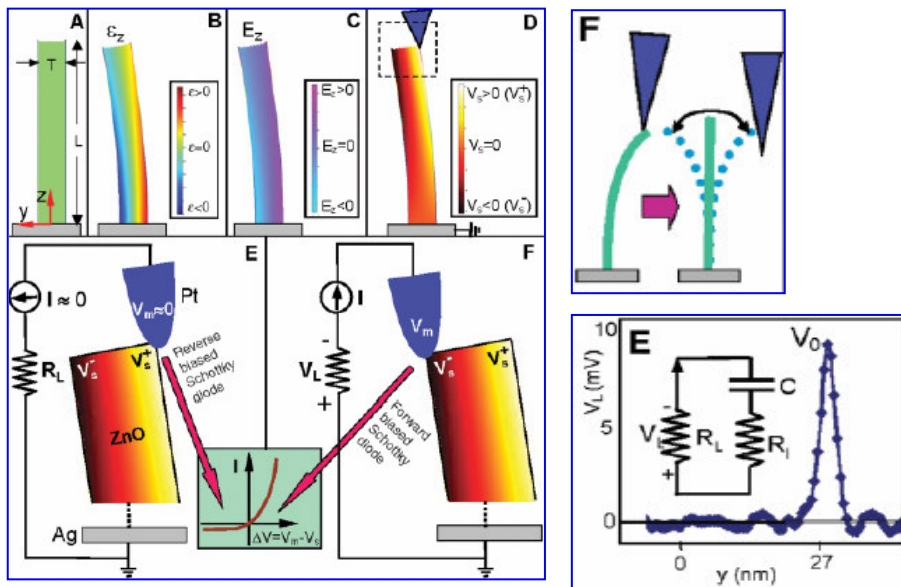 A
T
L
z
y
B
ε_z
ε>0
ε=0
ε<0
C
E_z
E_z>0
E_z=0
E_z<0
D
V_s>0 (V_s^+)
V_s=0
V_s<0 (V_s^-)
E
I ≈ 0
V_m≈0
Pt
R_L
V_s^-
V_s^+
ZnO
Ag
Reverse
biased
Schottky
diode
I
ΔV=V_m-V_s
F
I
V_m
-
V_L
+
V_s^-
V_s^+
Forward
biased
Schottky
diode
F
E
V_L (mV)
10
5
0
V_0
-
V_L
+
R_L
C
R_I
0
27
y (nm)